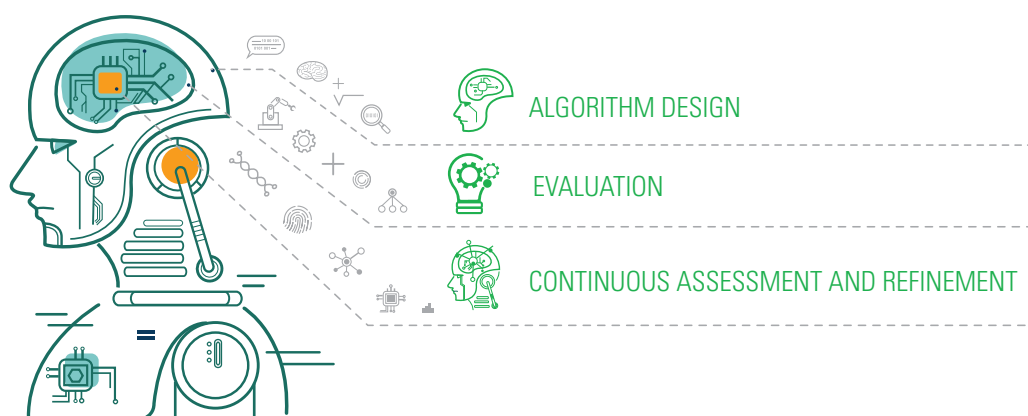 ALGORITHM DESIGN
EVALUATION
CONTINUOUS ASSESSMENT AND REFINEMENT